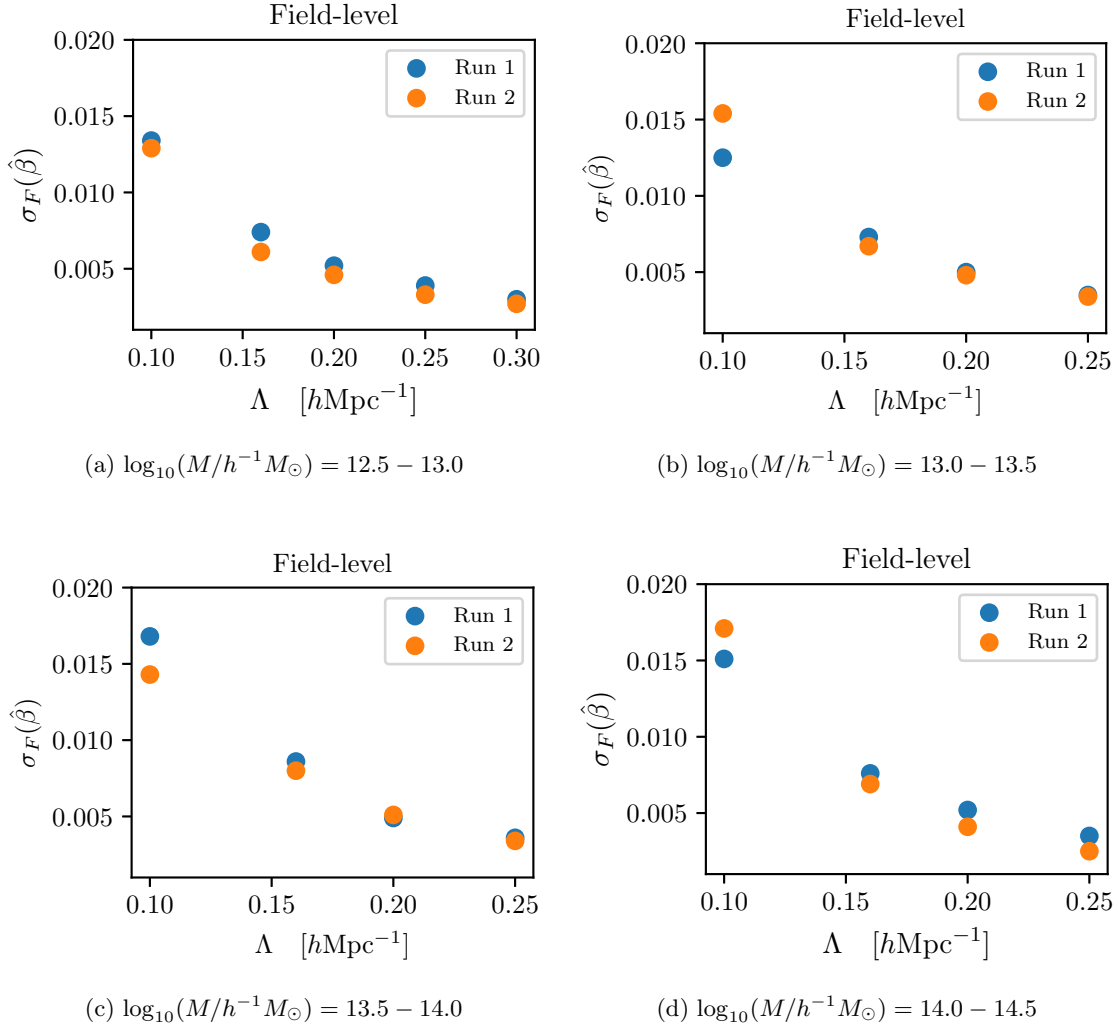 Field-level
0.020
0.015
0.010
0.005
σ_F(β̂)
Run 1
Run 2
0.10 0.15 0.20 0.25 0.30
Λ [hMpc⁻¹]
(a) log₁₀(M/h⁻¹M⊙) = 12.5 − 13.0
Field-level
0.020
0.015
0.010
0.005
σ_F(β̂)
Run 1
Run 2
0.10 0.15 0.20 0.25
Λ [hMpc⁻¹]
(b) log₁₀(M/h⁻¹M⊙) = 13.0 − 13.5
Field-level
0.020
0.015
0.010
0.005
σ_F(β̂)
Run 1
Run 2
0.10 0.15 0.20 0.25
Λ [hMpc⁻¹]
(c) log₁₀(M/h⁻¹M⊙) = 13.5 − 14.0
Field-level
0.020
0.015
0.010
0.005
σ_F(β̂)
Run 1
Run 2
0.10 0.15 0.20 0.25
Λ [hMpc⁻¹]
(d) log₁₀(M/h⁻¹M⊙) = 14.0 − 14.5